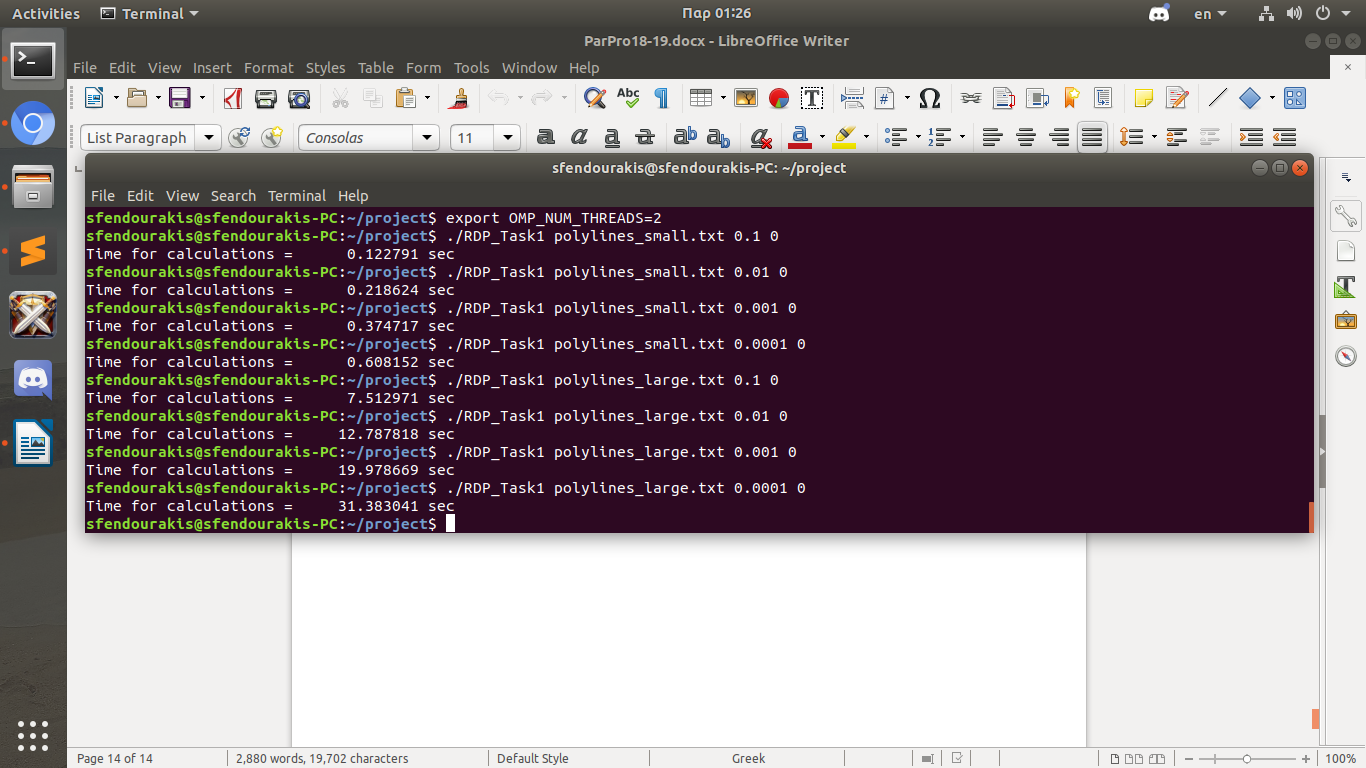 Activities Terminal Παρ 01:26 en
ParPro18-19.docx - LibreOffice Writer
File Edit View Insert Format Styles Table Form Tools Window Help
List Paragraph Consolas 11
sfendourakis@sfendourakis-PC: ~/project
File Edit View Search Terminal Help
sfendourakis@sfendourakis-PC:~/project$ export OMP_NUM_THREADS=2
sfendourakis@sfendourakis-PC:~/project$ ./RDP_Task1 polylines_small.txt 0.1 0
Time for calculations =      0.122791 sec
sfendourakis@sfendourakis-PC:~/project$ ./RDP_Task1 polylines_small.txt 0.01 0
Time for calculations =      0.218624 sec
sfendourakis@sfendourakis-PC:~/project$ ./RDP_Task1 polylines_small.txt 0.001 0
Time for calculations =      0.374717 sec
sfendourakis@sfendourakis-PC:~/project$ ./RDP_Task1 polylines_small.txt 0.0001 0
Time for calculations =      0.608152 sec
sfendourakis@sfendourakis-PC:~/project$ ./RDP_Task1 polylines_large.txt 0.1 0
Time for calculations =      7.512971 sec
sfendourakis@sfendourakis-PC:~/project$ ./RDP_Task1 polylines_large.txt 0.01 0
Time for calculations =     12.787818 sec
sfendourakis@sfendourakis-PC:~/project$ ./RDP_Task1 polylines_large.txt 0.001 0
Time for calculations =     19.978669 sec
sfendourakis@sfendourakis-PC:~/project$ ./RDP_Task1 polylines_large.txt 0.0001 0
Time for calculations =     31.383041 sec
sfendourakis@sfendourakis-PC:~/project$
Page 14 of 14 2,880 words, 19,702 characters Default Style Greek 100%